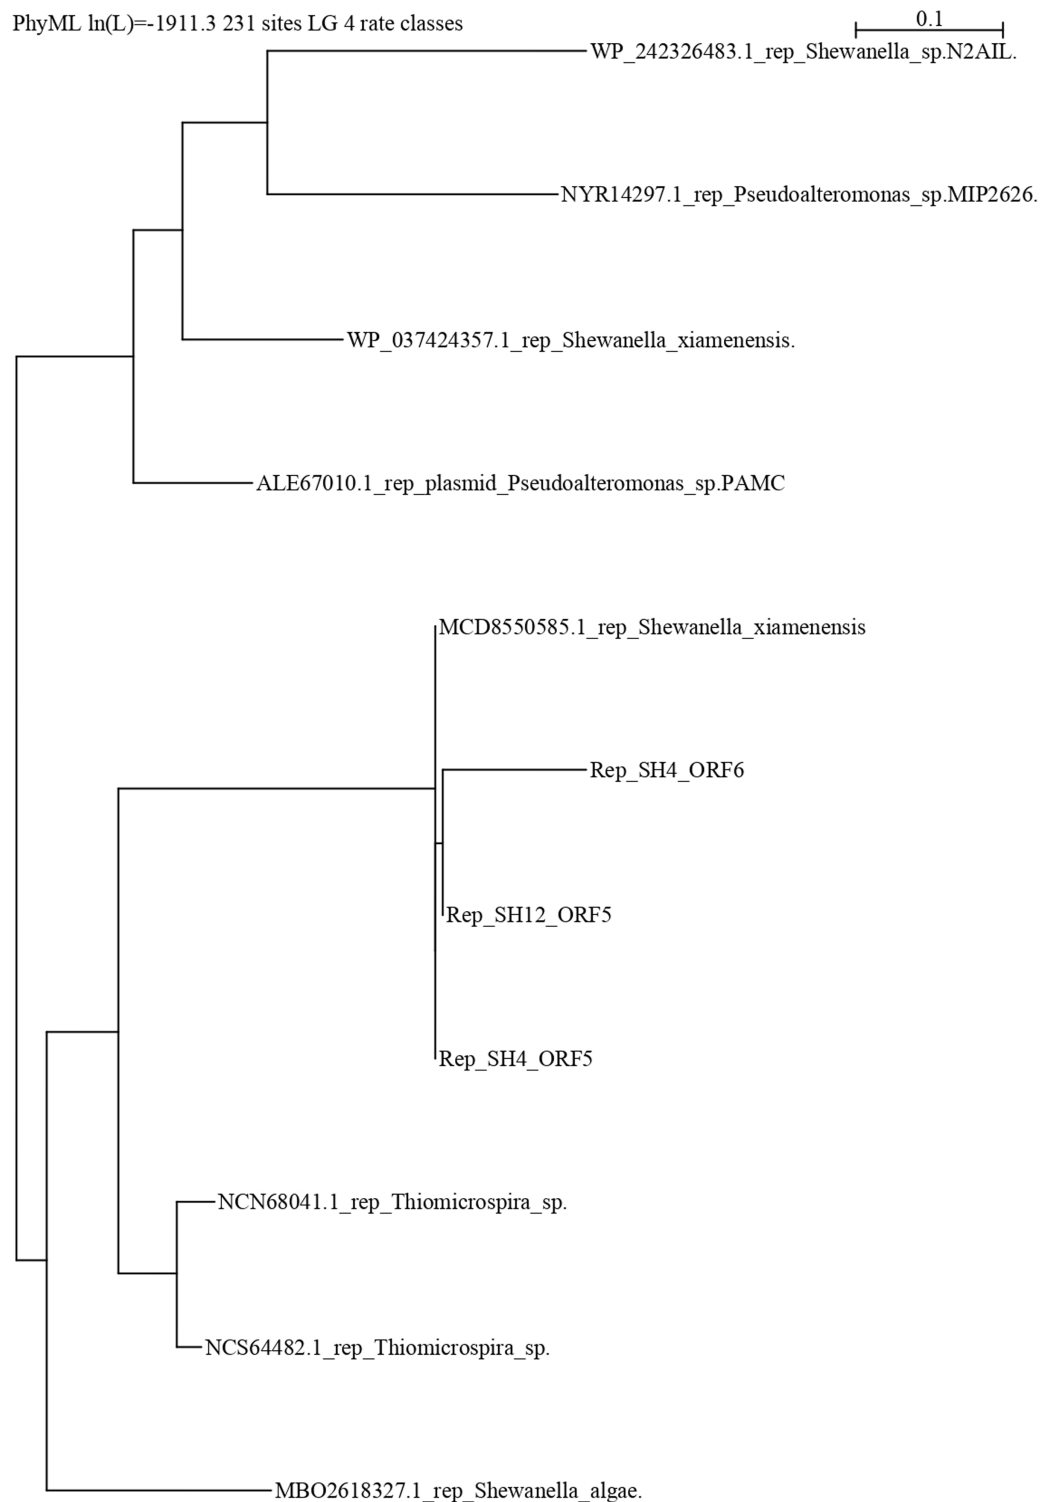 PhyML ln(L)=-1911.3 231 sites LG 4 rate classes
0.1
WP_242326483.1_rep_Shewanella_sp.N2AIL.
NYR14297.1_rep_Pseudoalteromonas_sp.MIP2626.
WP_037424357.1_rep_Shewanella_xiamenensis.
ALE67010.1_rep_plasmid_Pseudoalteromonas_sp.PAMC
MCD8550585.1_rep_Shewanella_xiamenensis
Rep_SH4_ORF6
Rep_SH12_ORF5
Rep_SH4_ORF5
NCN68041.1_rep_Thiomicrospira_sp.
NCS64482.1_rep_Thiomicrospira_sp.
MBO2618327.1_rep_Shewanella_algae.